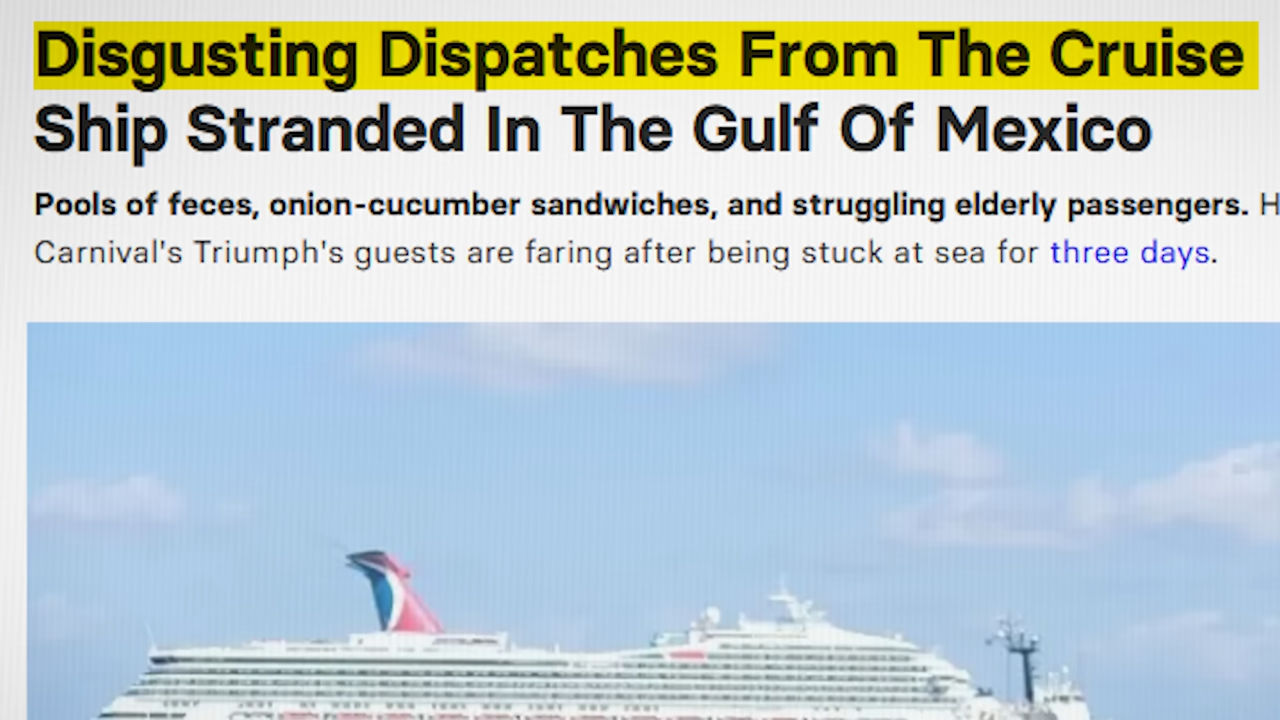 Disgusting Dispatches From The Cruise
Ship Stranded In The Gulf Of Mexico
Pools of feces, onion-cucumber sandwiches, and struggling elderly passengers. H
Carnival's Triumph's guests are faring after being stuck at sea for three days.